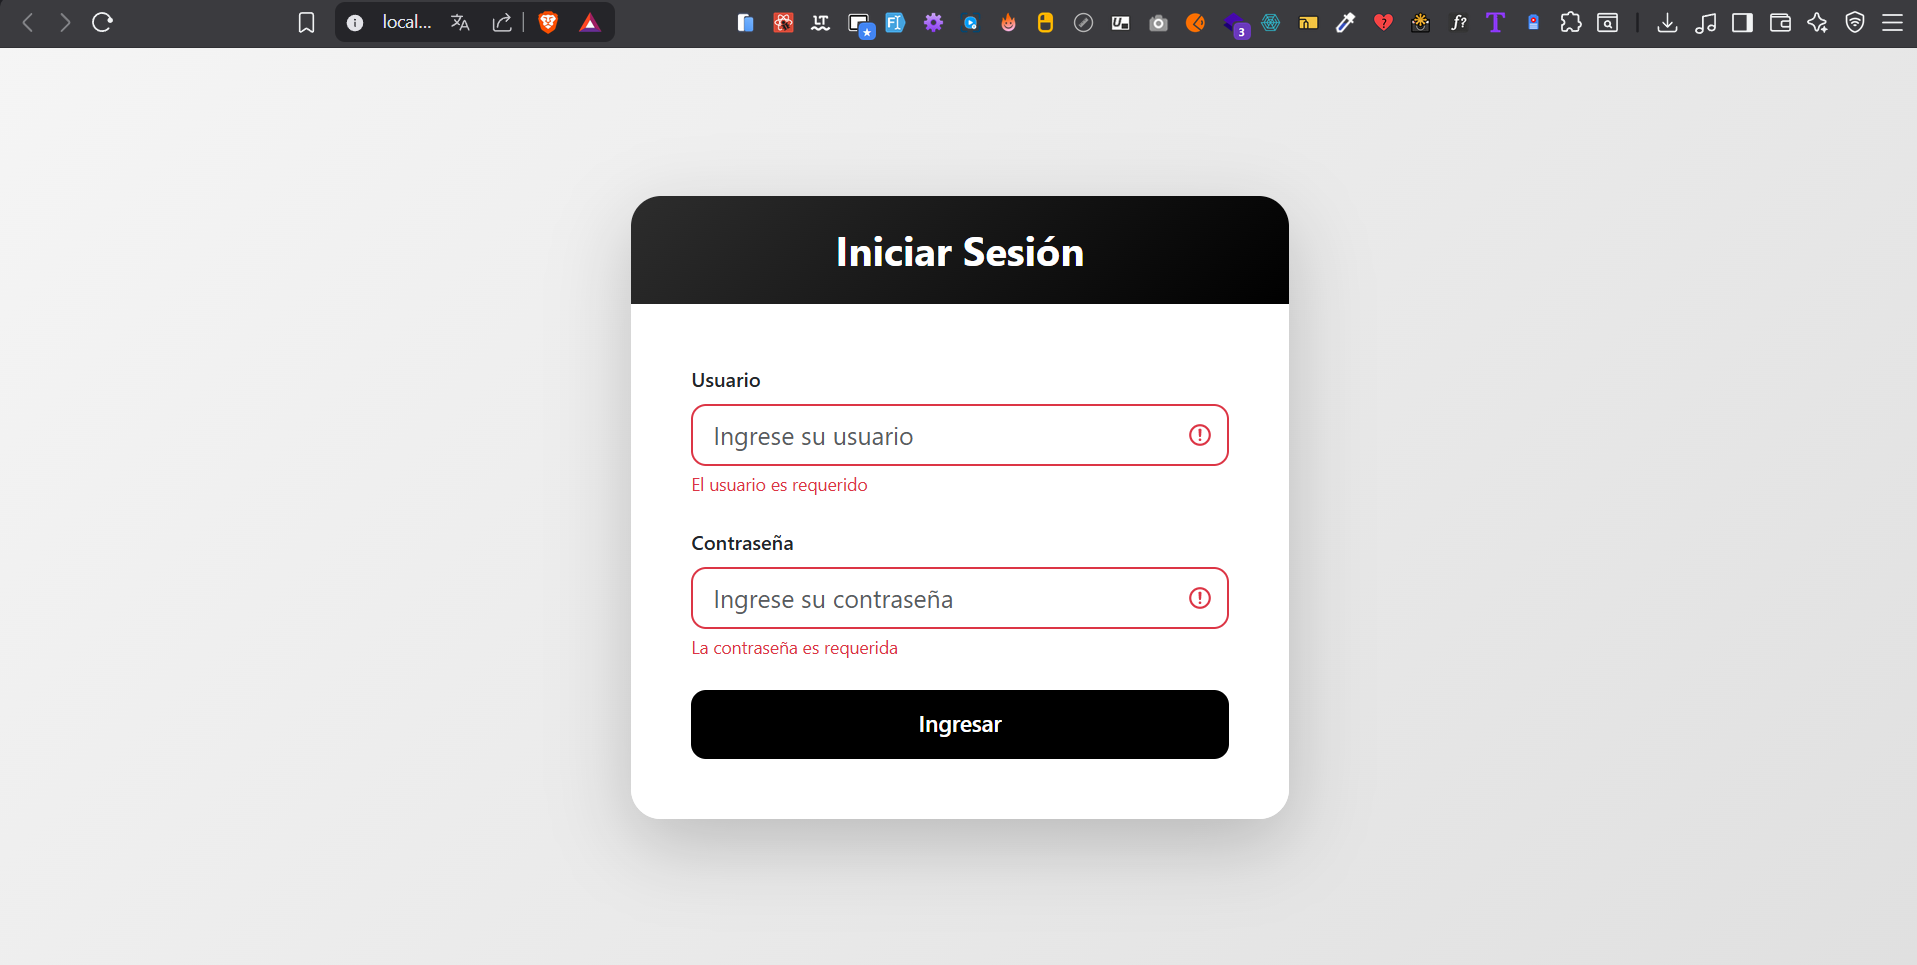 local...
3
Iniciar Sesión
Usuario
Ingrese su usuario
El usuario es requerido
Contraseña
Ingrese su contraseña
La contraseña es requerida
Ingresar